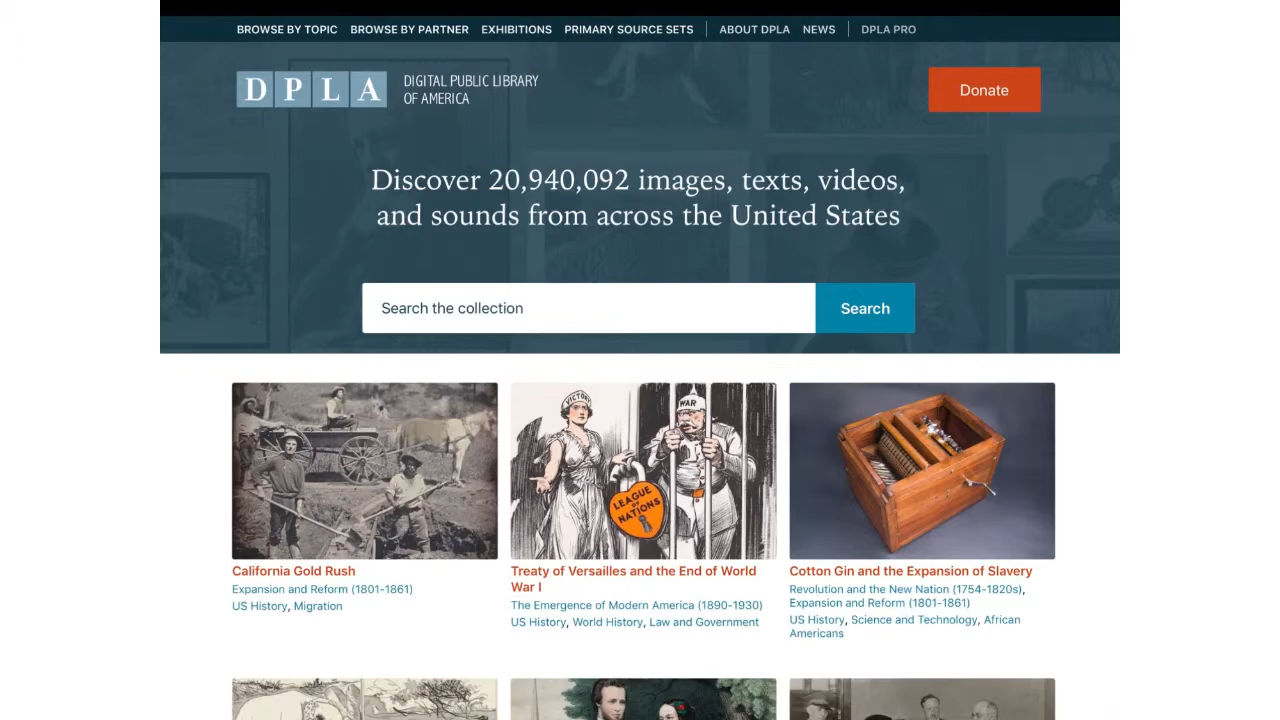 BROWSE BY TOPIC BROWSE BY PARTNER EXHIBITIONS PRIMARY SOURCE SETS ABOUT DPLA NEWS DPLA PRO
DPLA
DIGITAL PUBLIC LIBRARY
OF AMERICA
Donate
Discover 20,940,092 images, texts, videos,
and sounds from across the United States
Search the collection
Search
VICTORY
WAR
LEAGUE
OF
NATIONS
California Gold Rush
Expansion and Reform (1801-1861)
US History, Migration
Treaty of Versailles and the End of World
War I
The Emergence of Modern America (1890-1930)
US History, World History, Law and Government
Cotton Gin and the Expansion of Slavery
Revolution and the New Nation (1754-1820s),
Expansion and Reform (1801-1861)
US History, Science and Technology, African
Americans